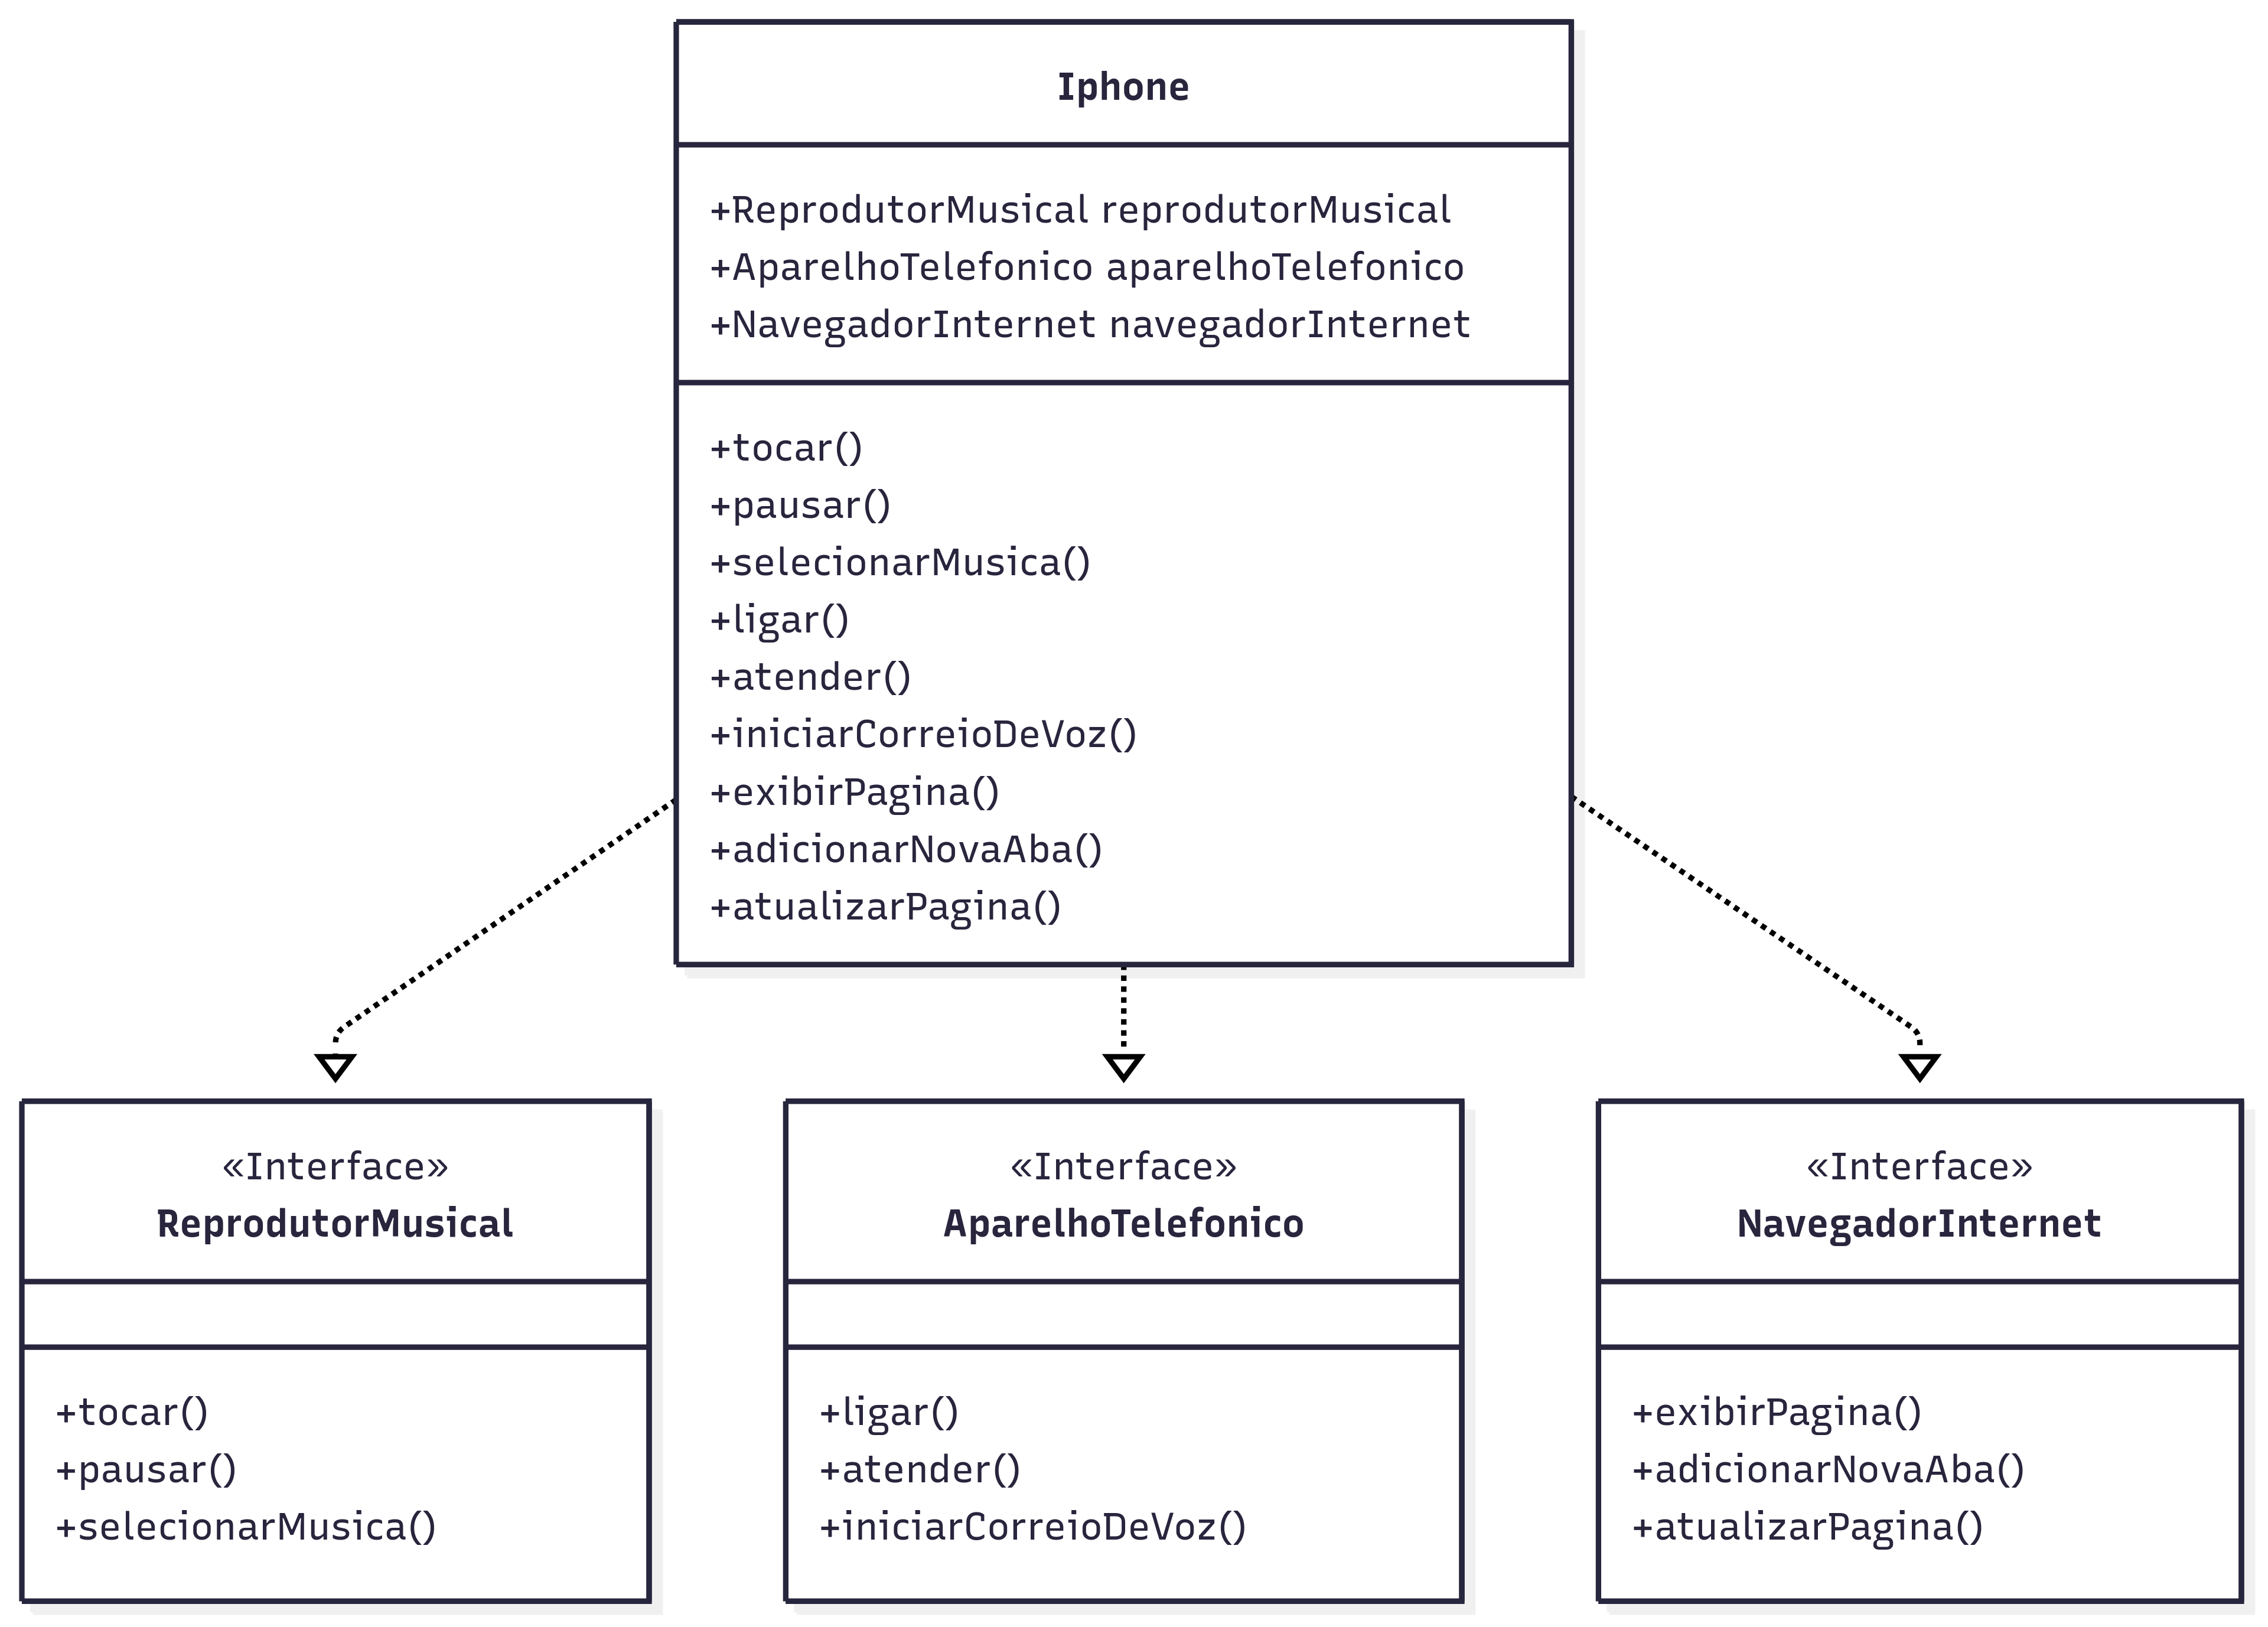 Iphone
+ReprodutorMusical reprodutorMusical
+AparelhoTelefonico aparelhoTelefonico
+NavegadorInternet navegadorInternet
+tocar()
+pausar()
+selecionarMusica()
+ligar()
+atender()
+iniciarCorreioDeVoz()
+exibirPagina()
+adicionarNovaAba()
+atualizarPagina()
«Interface»
ReprodutorMusical
+tocar()
+pausar()
+selecionarMusica()
«Interface»
AparelhoTelefonico
+ligar()
+atender()
+iniciarCorreioDeVoz()
«Interface»
NavegadorInternet
+exibirPagina()
+adicionarNovaAba()
+atualizarPagina()